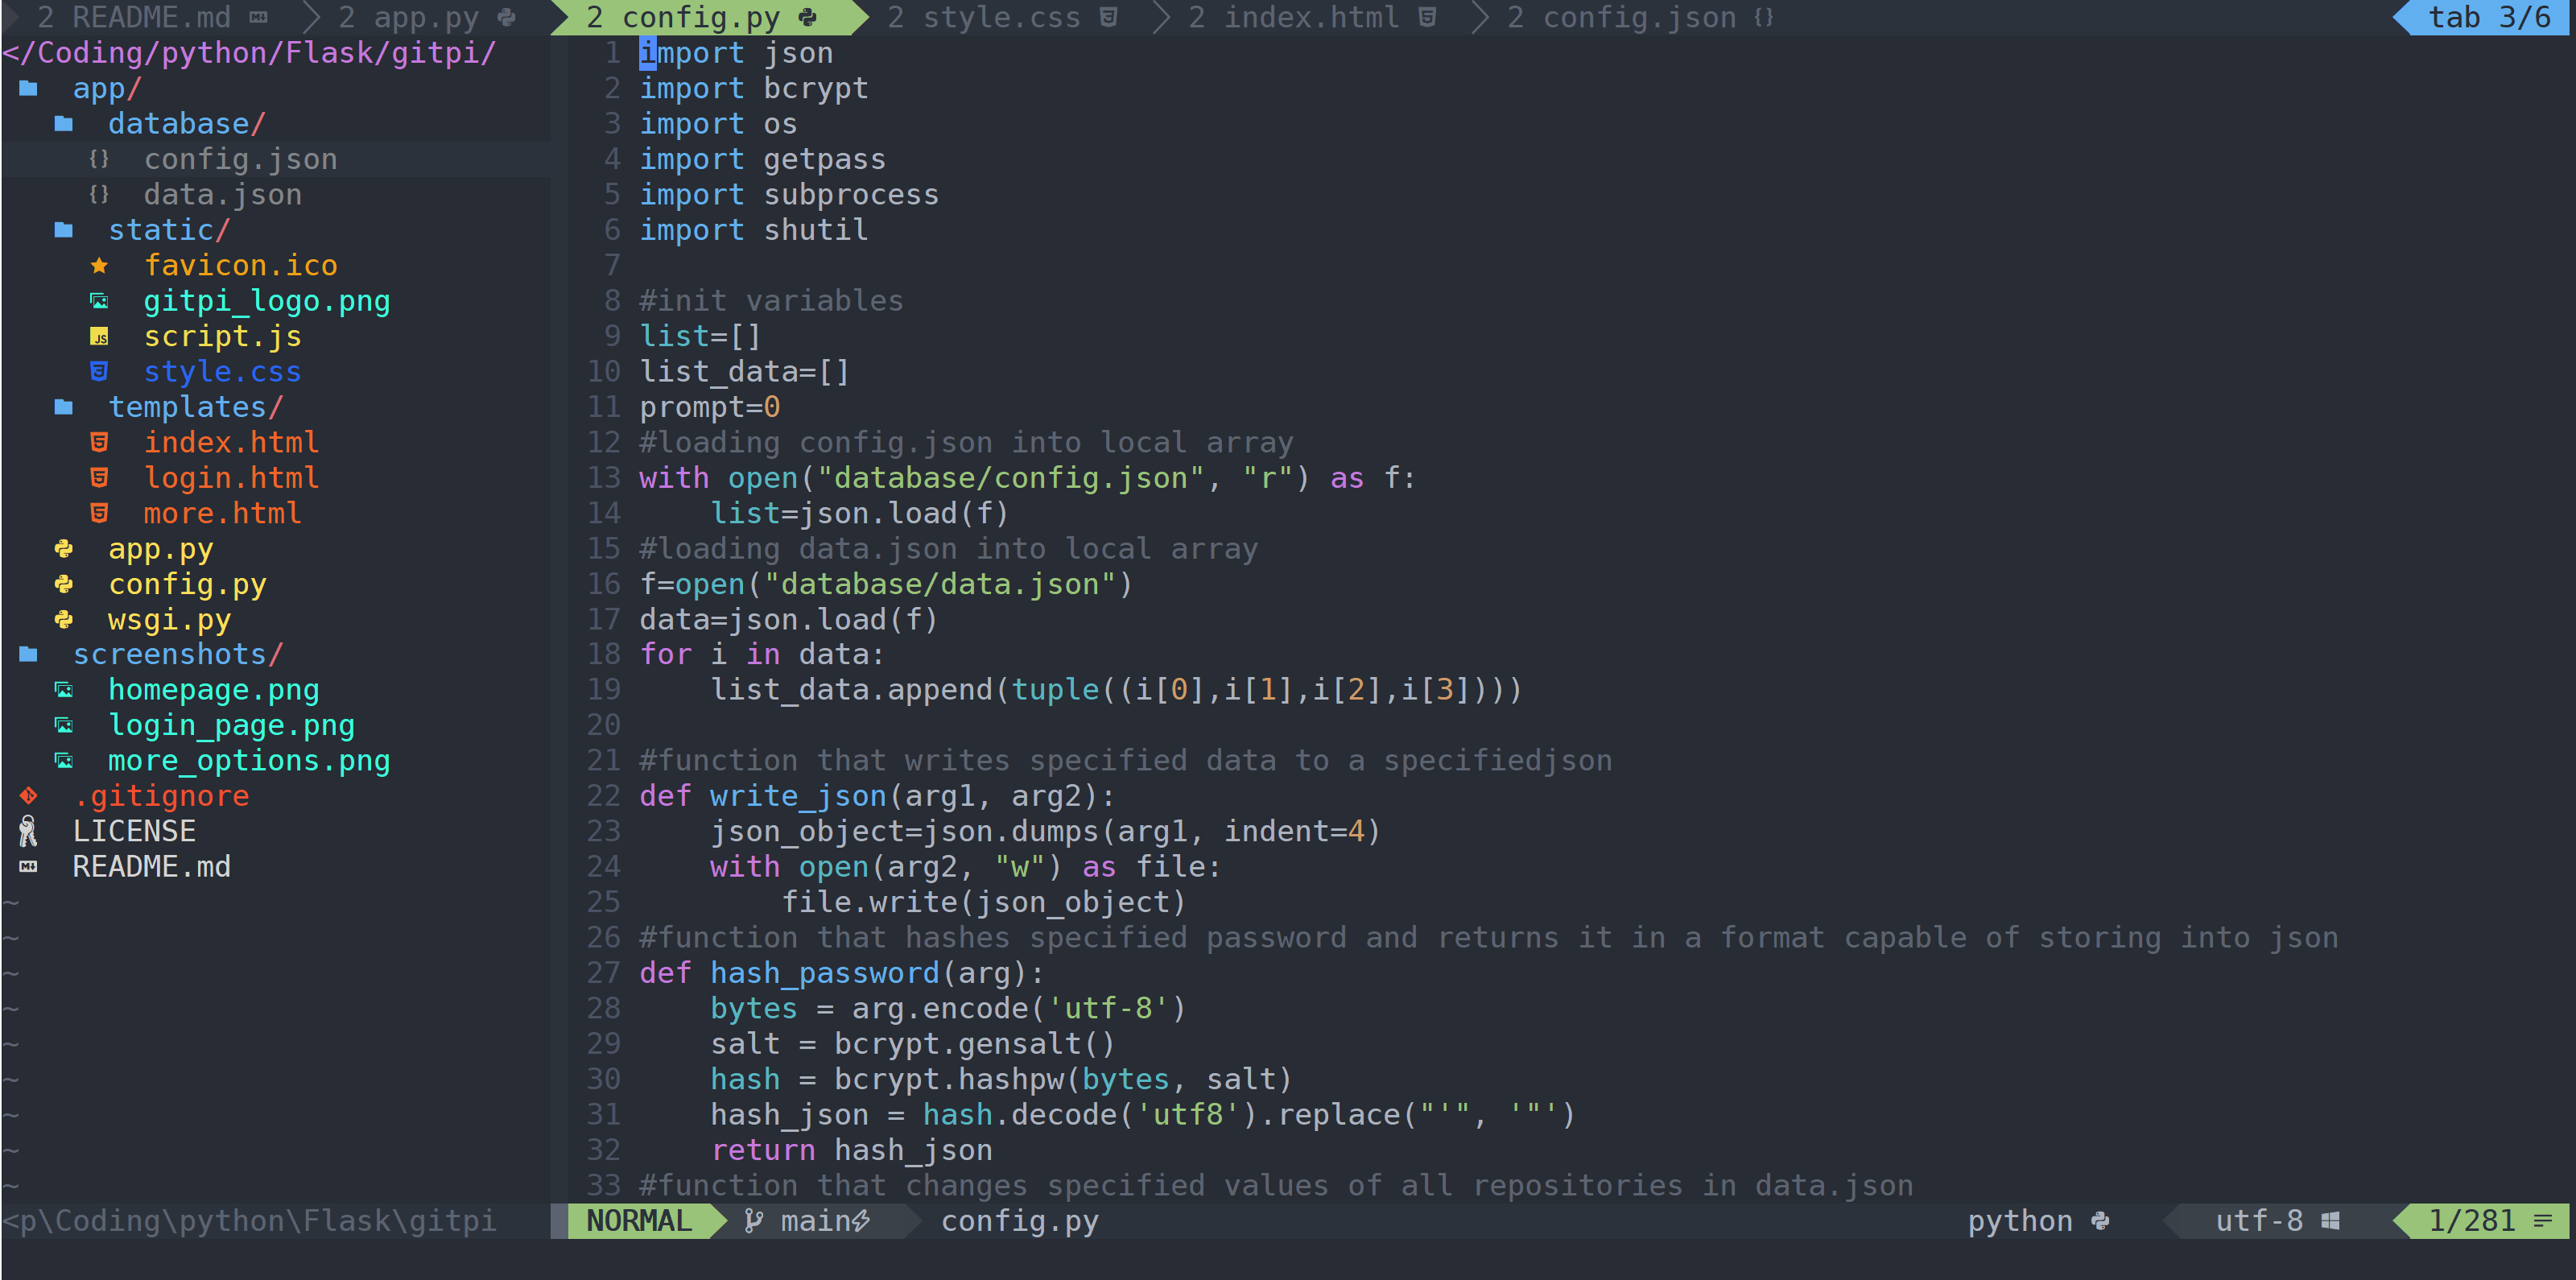 2 README.md 2 app.py 2 config.py 2 style.css 2 index.html 2 config.json {} tab 3/6
</Coding/python/Flask/gitpi/
app/
database/
{} config.json
{} data.json
static/
favicon.ico
gitpi_logo.png
JS script.js
style.css
templates/
index.html
login.html
more.html
app.py
config.py
wsgi.py
screenshots/
homepage.png
login_page.png
more_options.png
.gitignore
LICENSE
README.md
~
~
~
~
~
~
~
~
~
<p\Coding\python\Flask\gitpi
1 import json
2 import bcrypt
3 import os
4 import getpass
5 import subprocess
6 import shutil
7
8 #init variables
9 list=[]
10 list_data=[]
11 prompt=0
12 #loading config.json into local array
13 with open("database/config.json", "r") as f:
14     list=json.load(f)
15 #loading data.json into local array
16 f=open("database/data.json")
17 data=json.load(f)
18 for i in data:
19     list_data.append(tuple((i[0],i[1],i[2],i[3])))
20
21 #function that writes specified data to a specifiedjson
22 def write_json(arg1, arg2):
23     json_object=json.dumps(arg1, indent=4)
24     with open(arg2, "w") as file:
25         file.write(json_object)
26 #function that hashes specified password and returns it in a format capable of storing into json
27 def hash_password(arg):
28     bytes = arg.encode('utf-8')
29     salt = bcrypt.gensalt()
30     hash = bcrypt.hashpw(bytes, salt)
31     hash_json = hash.decode('utf8').replace("'", '"')
32     return hash_json
33 #function that changes specified values of all repositories in data.json
NORMAL main config.py python utf-8 1/281